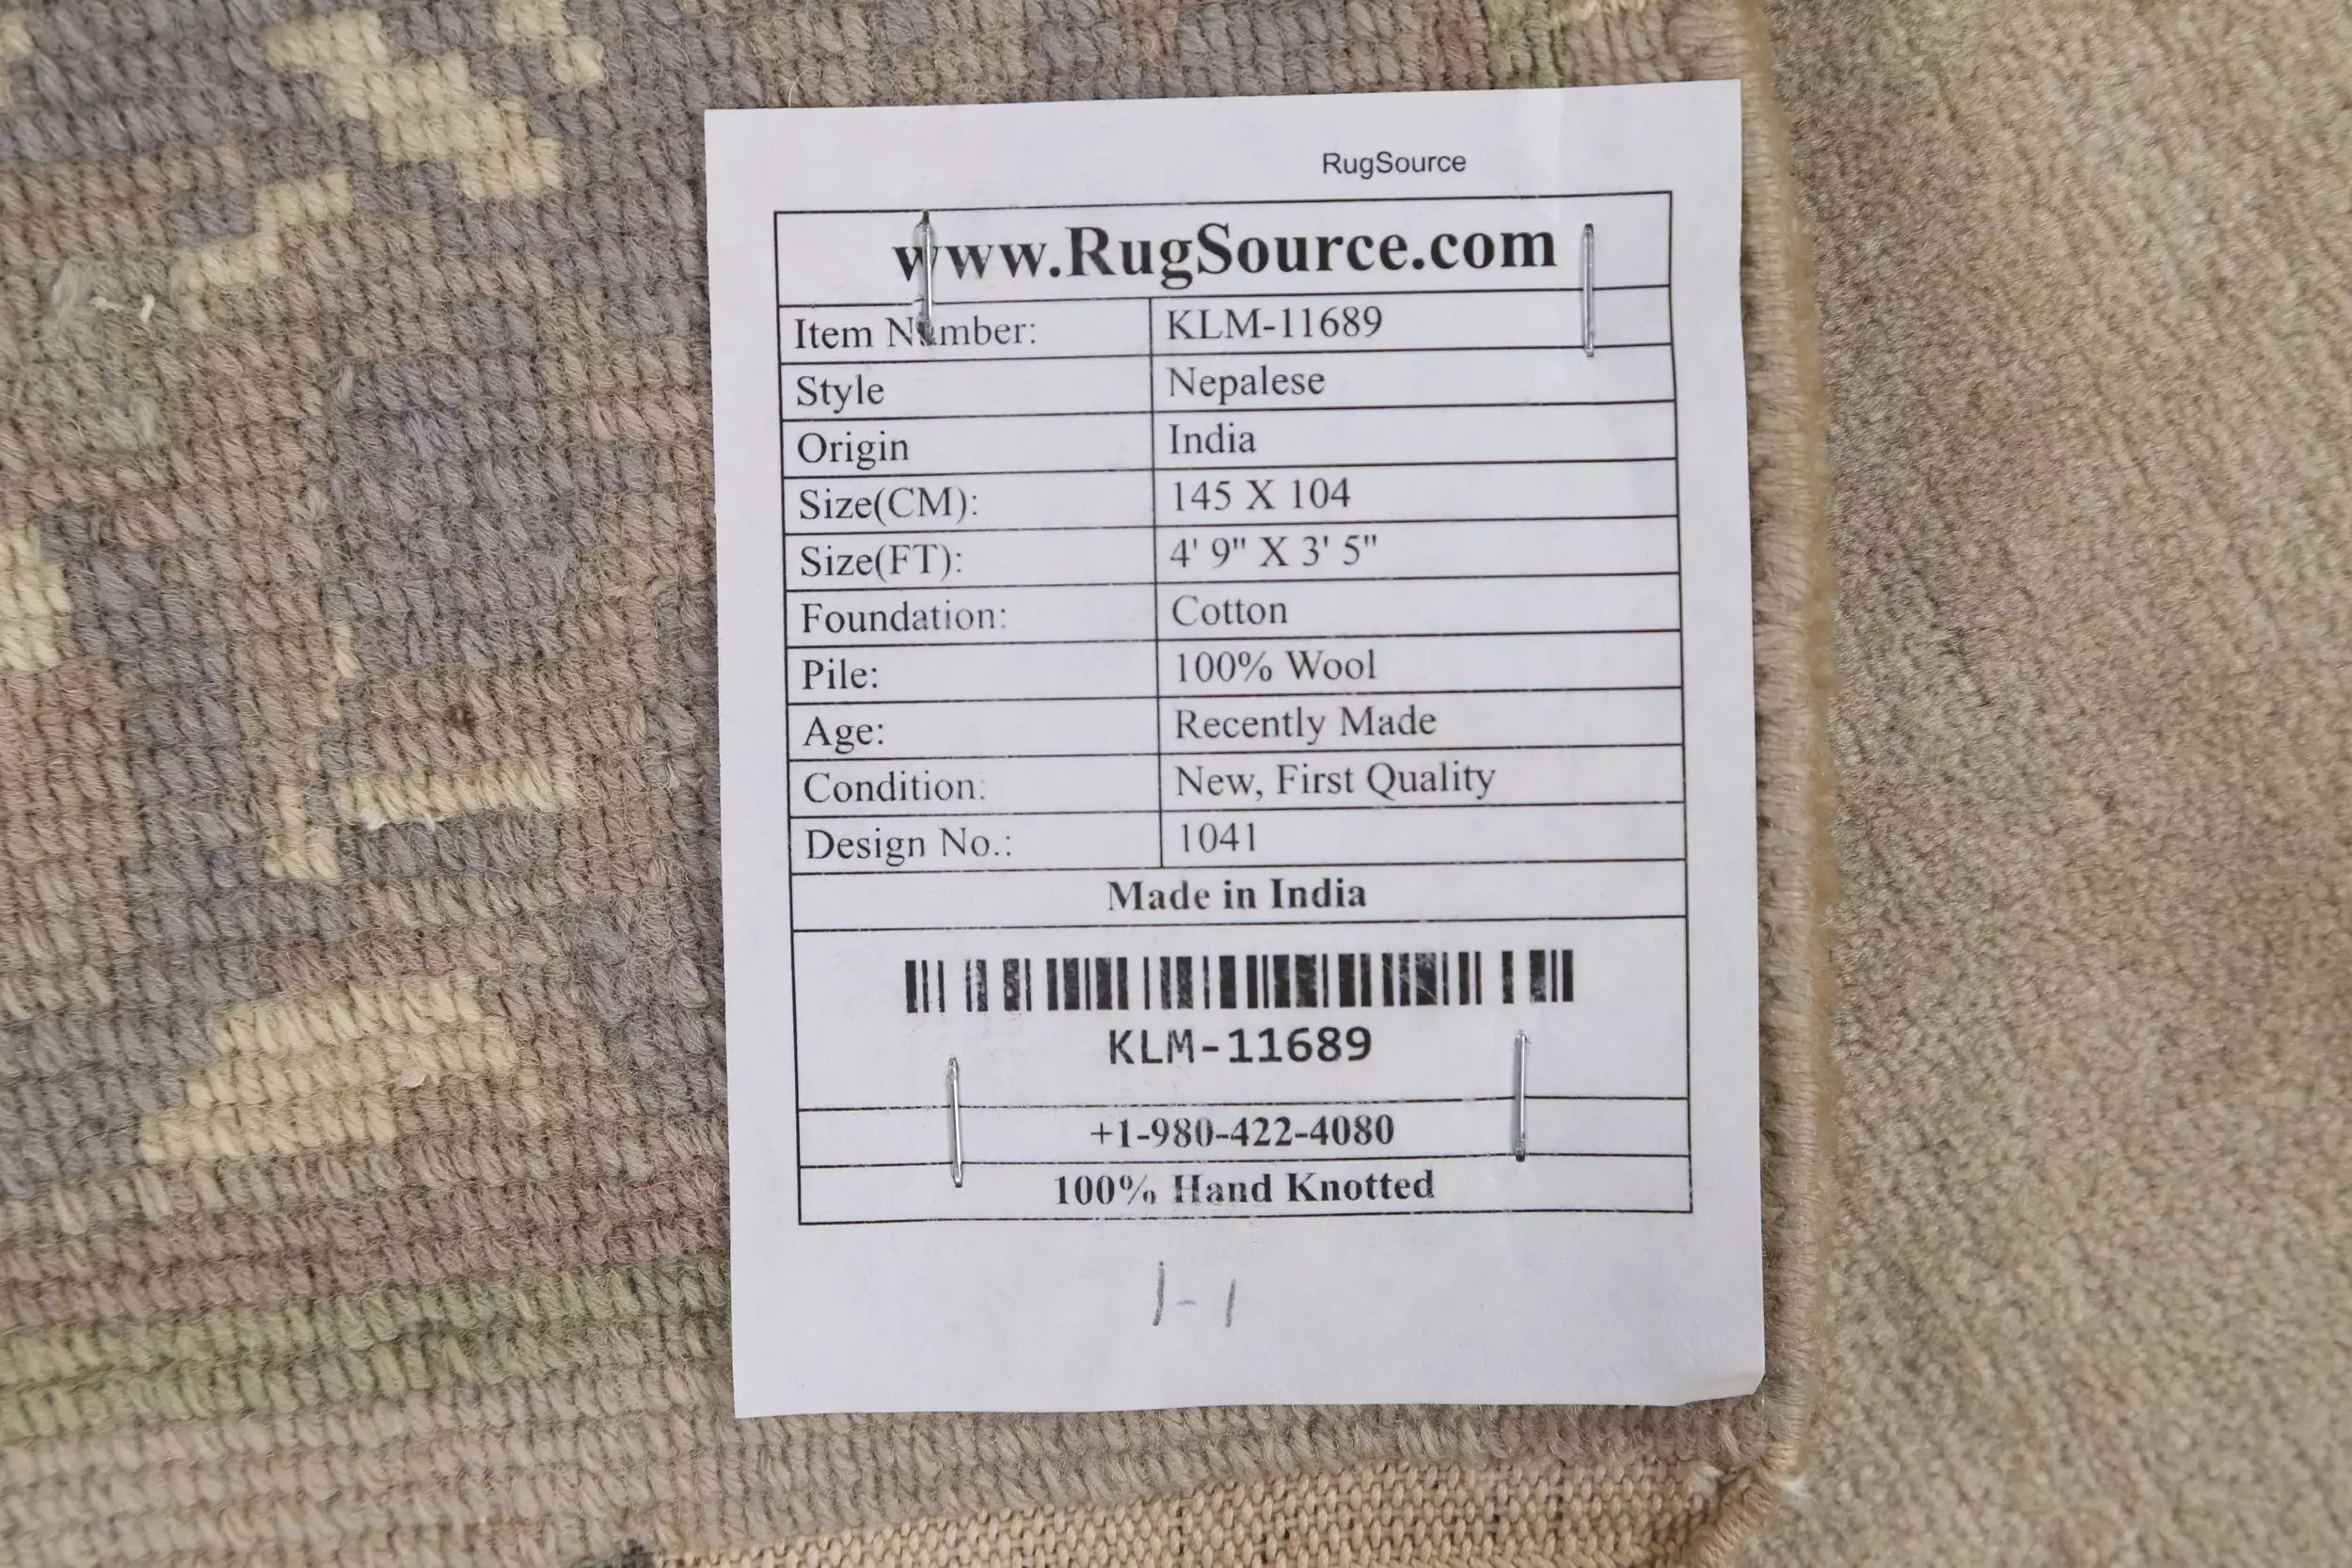 RugSource
www.RugSource.com
Item Number: KLM-11689
Style Nepalese
Origin India
Size(CM): 145 X 104
Size(FT): 4' 9" X 3' 5"
Foundation: Cotton
Pile: 100% Wool
Age: Recently Made
Condition: New, First Quality
Design No.: 1041
Made in India
KLM-11689
+1-980-422-4080
100% Hand Knotted
1-1